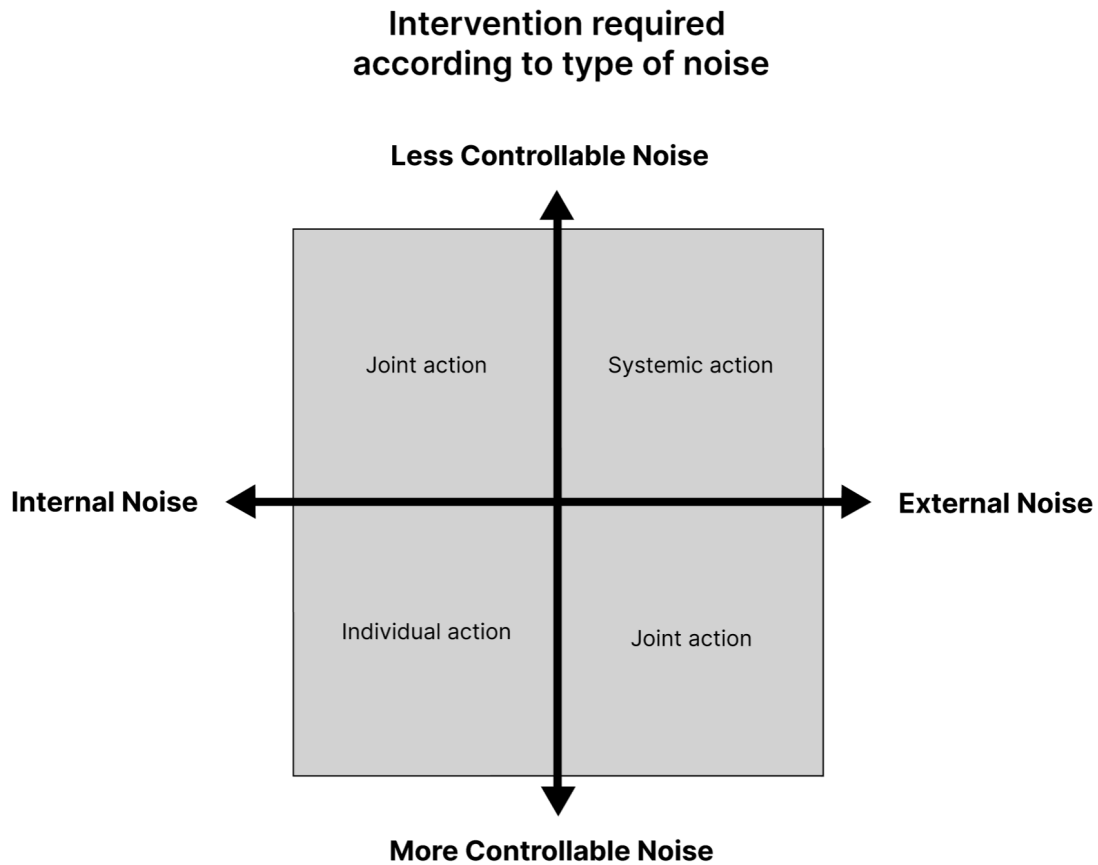 Intervention required
according to type of noise
Less Controllable Noise
Joint action
Systemic action
Internal Noise
External Noise
Individual action
Joint action
More Controllable Noise